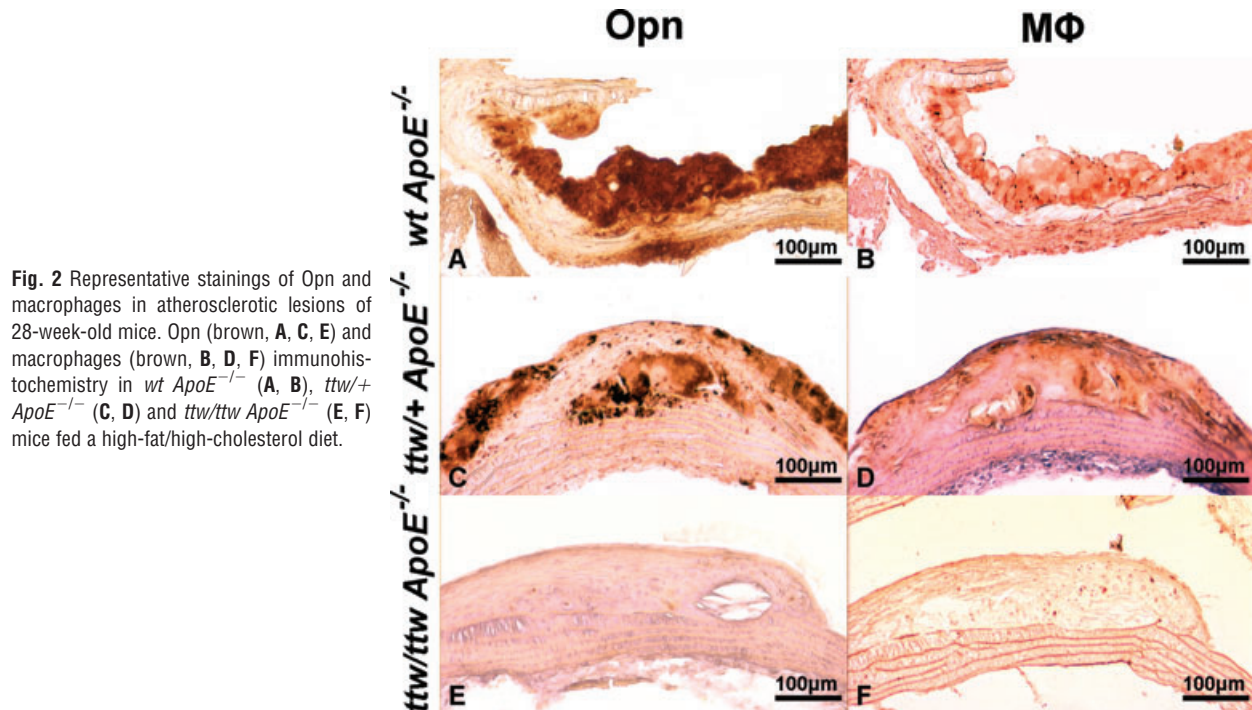 Opn
MΦ
wt ApoE-/-
A
100µm
B
100µm
ttw/+ ApoE-/-
C
100µm
D
100µm
ttw/ttw ApoE-/-
E
100µm
F
100µm
Fig. 2 Representative stainings of Opn and
macrophages in atherosclerotic lesions of
28-week-old mice. Opn (brown, A, C, E) and
macrophages (brown, B, D, F) immunohis-
tochemistry in wt ApoE−/− (A, B), ttw/+
ApoE−/− (C, D) and ttw/ttw ApoE−/− (E, F)
mice fed a high-fat/high-cholesterol diet.